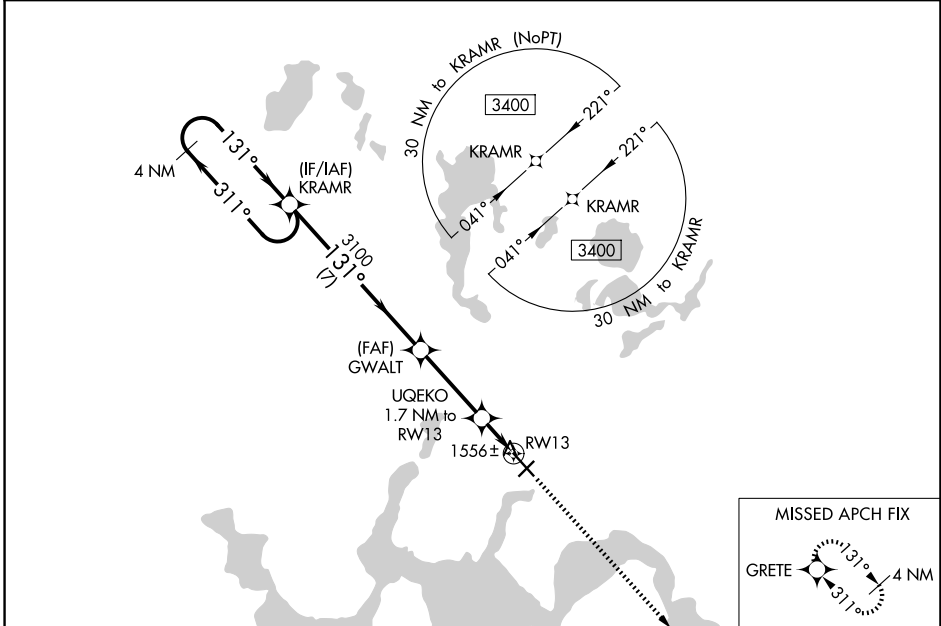 30 NM to KRAMR (NoPT)
3400
221°
KRAMR
041°
221°
KRAMR
041°
3400
30 NM to KRAMR
4 NM
131°
311°
(IF/IAF)
KRAMR
3100
131°
(7)
(FAF)
GWALT
UQEKO
1.7 NM to
RW13
1556±
RW13
MISSED APCH FIX
GRETE
131°
4 NM
311°